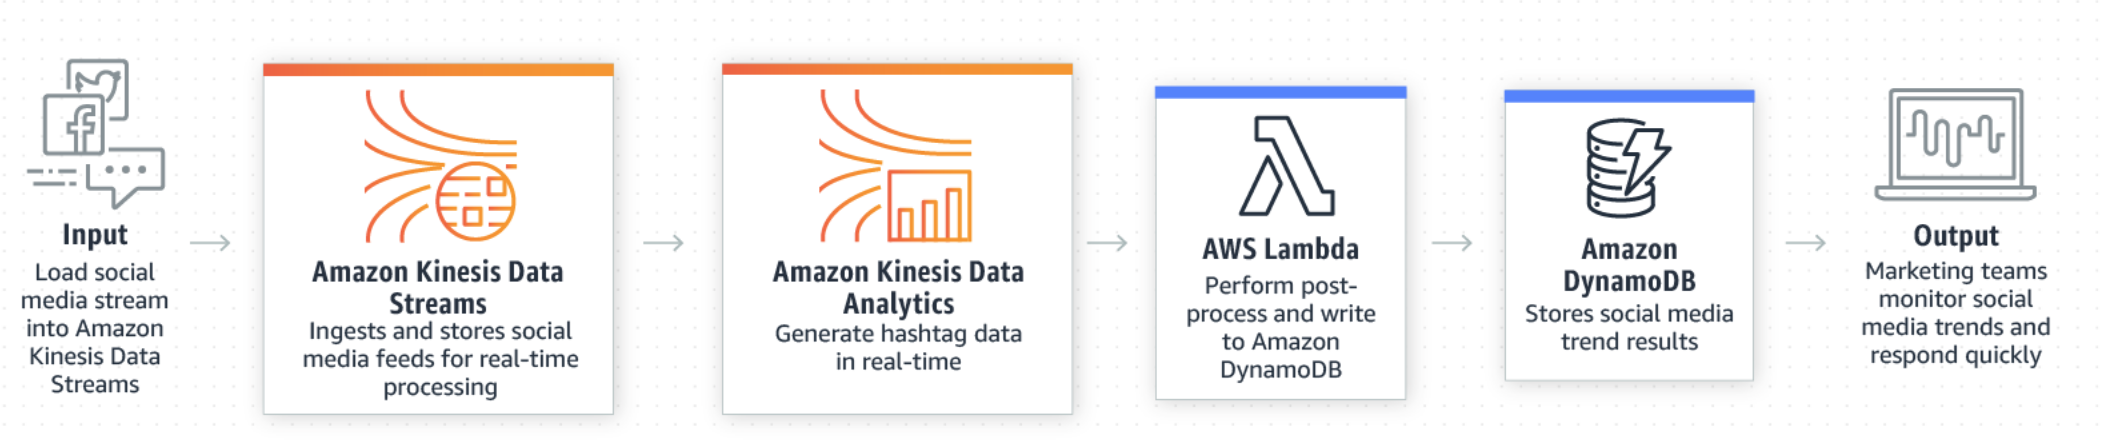 Input
Load social
media stream
into Amazon
Kinesis Data
Streams
Amazon Kinesis Data
Streams
Ingests and stores social
media feeds for real-time
processing
Amazon Kinesis Data
Analytics
Generate hashtag data
in real-time
AWS Lambda
Perform post-
process and write
to Amazon
DynamoDB
Amazon
DynamoDB
Stores social media
trend results
Output
Marketing teams
monitor social
media trends and
respond quickly